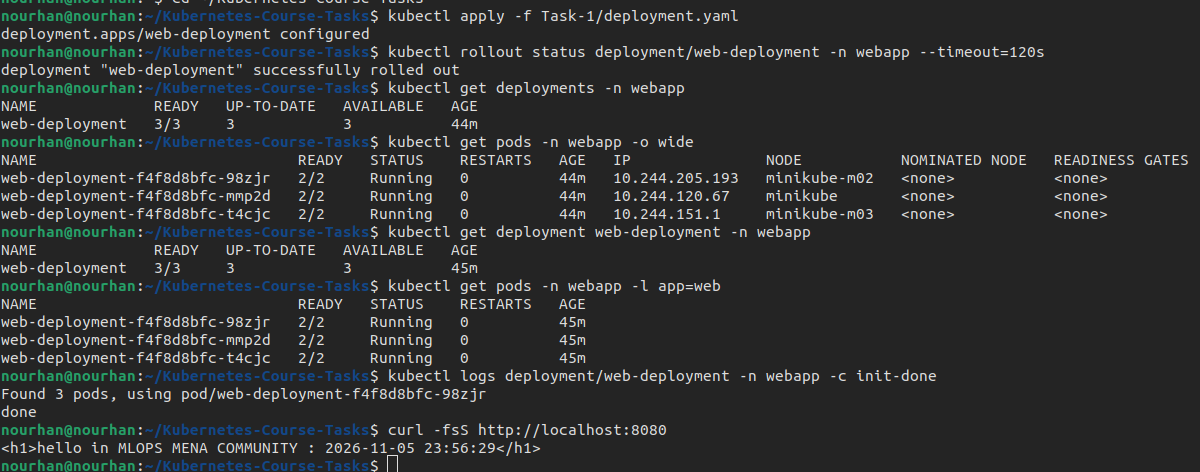 nourhan@nourhan:~/Kubernetes-Course-Tasks$ kubectl apply -f Task-1/deployment.yaml
deployment.apps/web-deployment configured
nourhan@nourhan:~/Kubernetes-Course-Tasks$ kubectl rollout status deployment/web-deployment -n webapp --timeout=120s
deployment "web-deployment" successfully rolled out
nourhan@nourhan:~/Kubernetes-Course-Tasks$ kubectl get deployments -n webapp
NAME             READY   UP-TO-DATE   AVAILABLE   AGE
web-deployment   3/3     3            3           44m
nourhan@nourhan:~/Kubernetes-Course-Tasks$ kubectl get pods -n webapp -o wide
NAME                             READY   STATUS    RESTARTS   AGE   IP               NODE           NOMINATED NODE   READINESS GATES
web-deployment-f4f8d8bfc-98zjr   2/2     Running   0          44m   10.244.205.193   minikube-m02   <none>           <none>
web-deployment-f4f8d8bfc-mmp2d   2/2     Running   0          44m   10.244.120.67    minikube       <none>           <none>
web-deployment-f4f8d8bfc-t4cjc   2/2     Running   0          44m   10.244.151.1     minikube-m03   <none>           <none>
nourhan@nourhan:~/Kubernetes-Course-Tasks$ kubectl get deployment web-deployment -n webapp
NAME             READY   UP-TO-DATE   AVAILABLE   AGE
web-deployment   3/3     3            3           45m
nourhan@nourhan:~/Kubernetes-Course-Tasks$ kubectl get pods -n webapp -l app=web
NAME                             READY   STATUS    RESTARTS   AGE
web-deployment-f4f8d8bfc-98zjr   2/2     Running   0          45m
web-deployment-f4f8d8bfc-mmp2d   2/2     Running   0          45m
web-deployment-f4f8d8bfc-t4cjc   2/2     Running   0          45m
nourhan@nourhan:~/Kubernetes-Course-Tasks$ kubectl logs deployment/web-deployment -n webapp -c init-done
Found 3 pods, using pod/web-deployment-f4f8d8bfc-98zjr
done
nourhan@nourhan:~/Kubernetes-Course-Tasks$ curl -fsS http://localhost:8080
<h1>hello in MLOPS MENA COMMUNITY : 2026-11-05 23:56:29</h1>
nourhan@nourhan:~/Kubernetes-Course-Tasks$